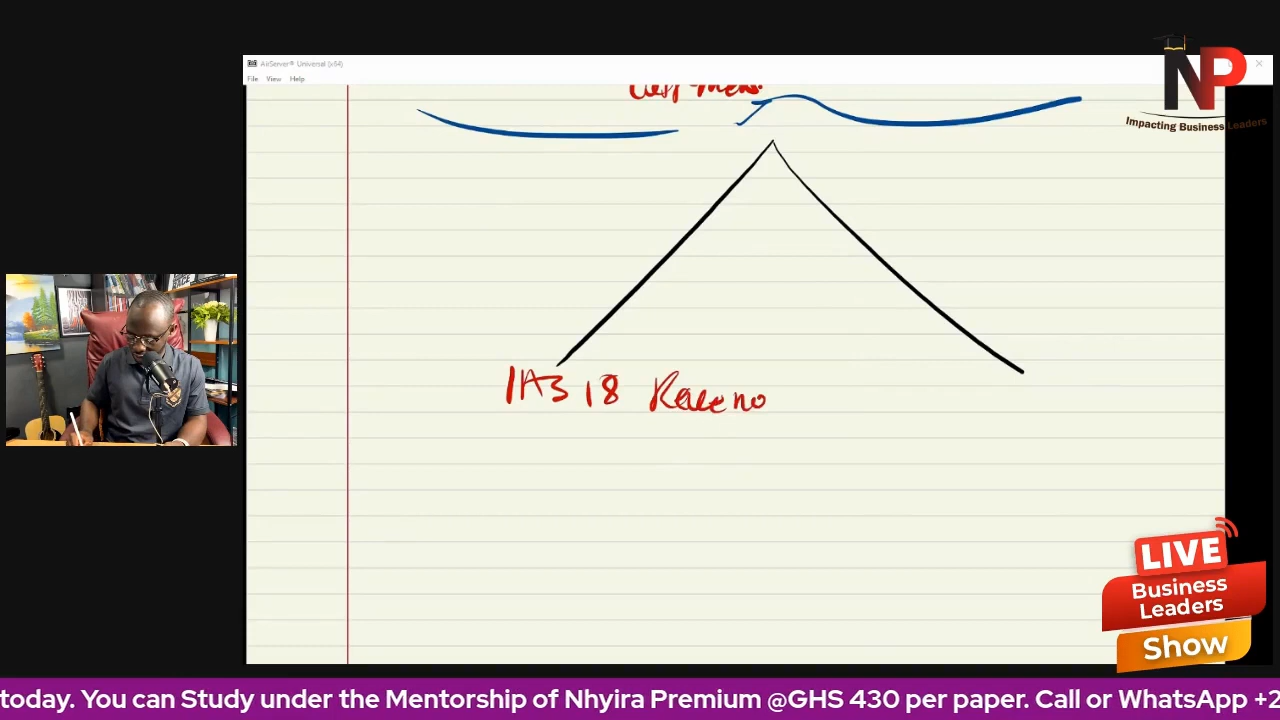 AirServer® Universal (x64)
File View Help
NP
Impacting Business Leaders
IAS 18
LIVE
Business
Leaders
Show
today. You can Study under the Mentorship of Nhyira Premium @GHS 430 per paper. Call or WhatsApp +2